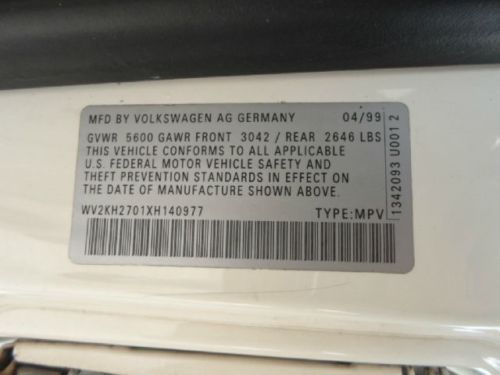 MFD BY VOLKSWAGEN AG GERMANY 04/99
GVWR 5600 GAWR FRONT 3042 / REAR 2646 LBS
THIS VEHICLE CONFORMS TO ALL APPLICABLE
U.S. FEDERAL MOTOR VEHICLE SAFETY AND
THEFT PREVENTION STANDARDS IN EFFECT ON
THE DATE OF MANUFACTURE SHOWN ABOVE.
WV2KH2701XH140977 TYPE:MPV
1342093 U001 2